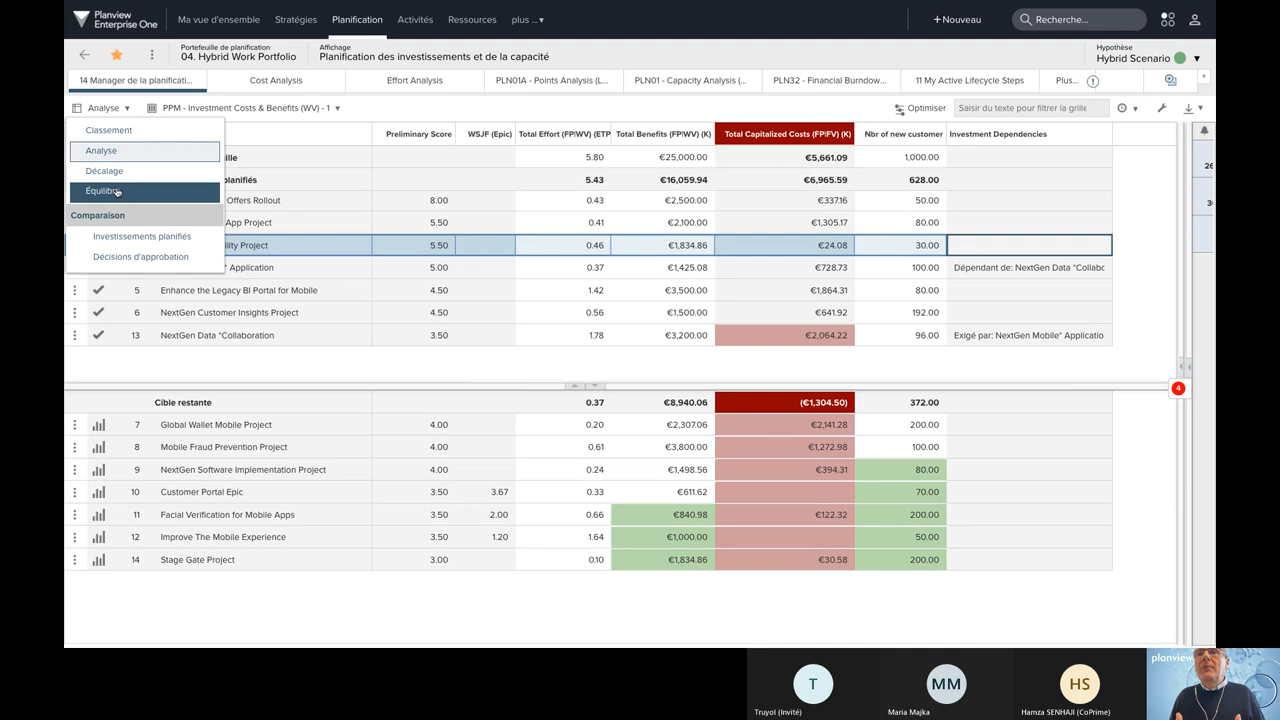 Planview Enterprise One
Ma vue d'ensemble Stratégies Planification Activités Ressources plus ...
+Nouveau Recherche...
Portefeuille de planification Affichage Hypothèse
04. Hybrid Work Portfolio Planification des investissements et de la capacité Hybrid Scenario
14 Manager de la planificati... Cost Analysis Effort Analysis PLN01A - Points Analysis (L... PLN01 - Capacity Analysis (... PLN32 - Financial Burndow... 11 My Active Lifecycle Steps Plus...
Analyse PPM - Investment Costs & Benefits (WV) - 1 Optimiser Saisir du texte pour filtrer la grille
Classement
Analyse
Décalage
Comparaison
Investissements planifiés
Décisions d'approbation
Preliminary Score WSJF (Epic) Total Effort (FP|WV) (ETP Total Benefits (FP|WV) (K) Total Capitalized Costs (FP|FV) (K) Nbr of new customer Investment Dependencies
ille 5.80 €25,000.00 €5,661.09 1,000.00
planifiés 5.43 €16,059.94 €6,965.59 628.00
Offers Rollout 8.00 0.43 €2,500.00 €337.16 50.00
App Project 5.50 0.41 €2,100.00 €1,305.17 80.00
ility Project 5.50 0.46 €1,834.86 €24.08 30.00
Application 5.00 0.37 €1,425.08 €728.73 100.00 Dépendant de: NextGen Data "Collabc
5 Enhance the Legacy BI Portal for Mobile 4.50 1.42 €3,500.00 €1,864.31 80.00
6 NextGen Customer Insights Project 4.50 0.56 €1,500.00 €641.92 192.00
13 NextGen Data "Collaboration 3.50 1.78 €3,200.00 €2,064.22 96.00 Exigé par: NextGen Mobile" Applicatio
26
3
4
Cible restante 0.37 €8,940.06 (€1,304.50) 372.00
7 Global Wallet Mobile Project 4.00 0.20 €2,307.06 €2,141.28 200.00
8 Mobile Fraud Prevention Project 4.00 0.61 €3,800.00 €1,272.98 100.00
9 NextGen Software Implementation Project 4.00 0.24 €1,498.56 €394.31 80.00
10 Customer Portal Epic 3.50 3.67 0.33 €611.62 70.00
11 Facial Verification for Mobile Apps 3.50 2.00 0.66 €840.98 €122.32 200.00
12 Improve The Mobile Experience 3.50 1.20 1.64 €1,000.00 50.00
14 Stage Gate Project 3.00 0.10 €1,834.86 €30.58 200.00
T MM HS planview
Truyol (Invité) Maria Majka Hamza SENHAJI (CoPrime)